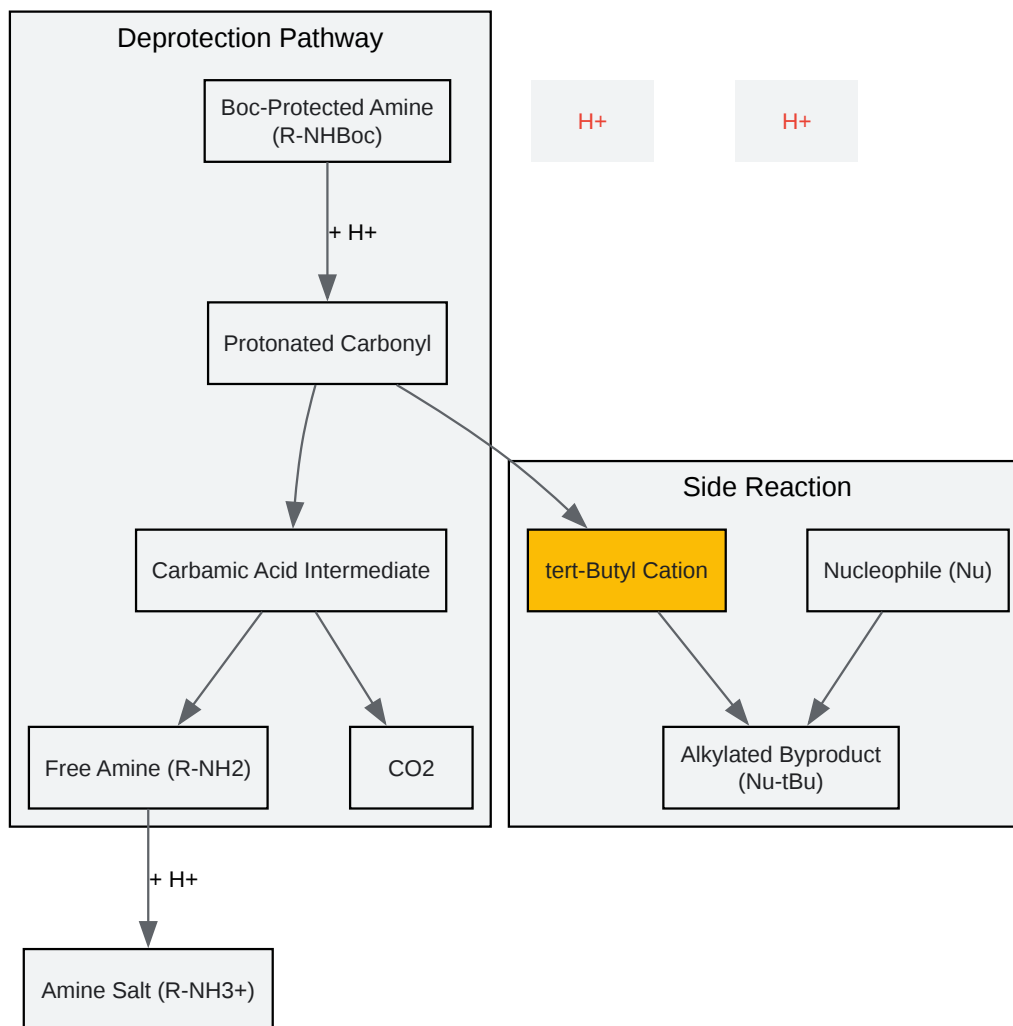 Deprotection Pathway
Boc-Protected Amine
(R-NHBoc)
H+
H+
+ H+
Protonated Carbonyl
Side Reaction
Carbamic Acid Intermediate
tert-Butyl Cation
Nucleophile (Nu)
Free Amine (R-NH2)
CO2
Alkylated Byproduct
(Nu-tBu)
+ H+
Amine Salt (R-NH3+)